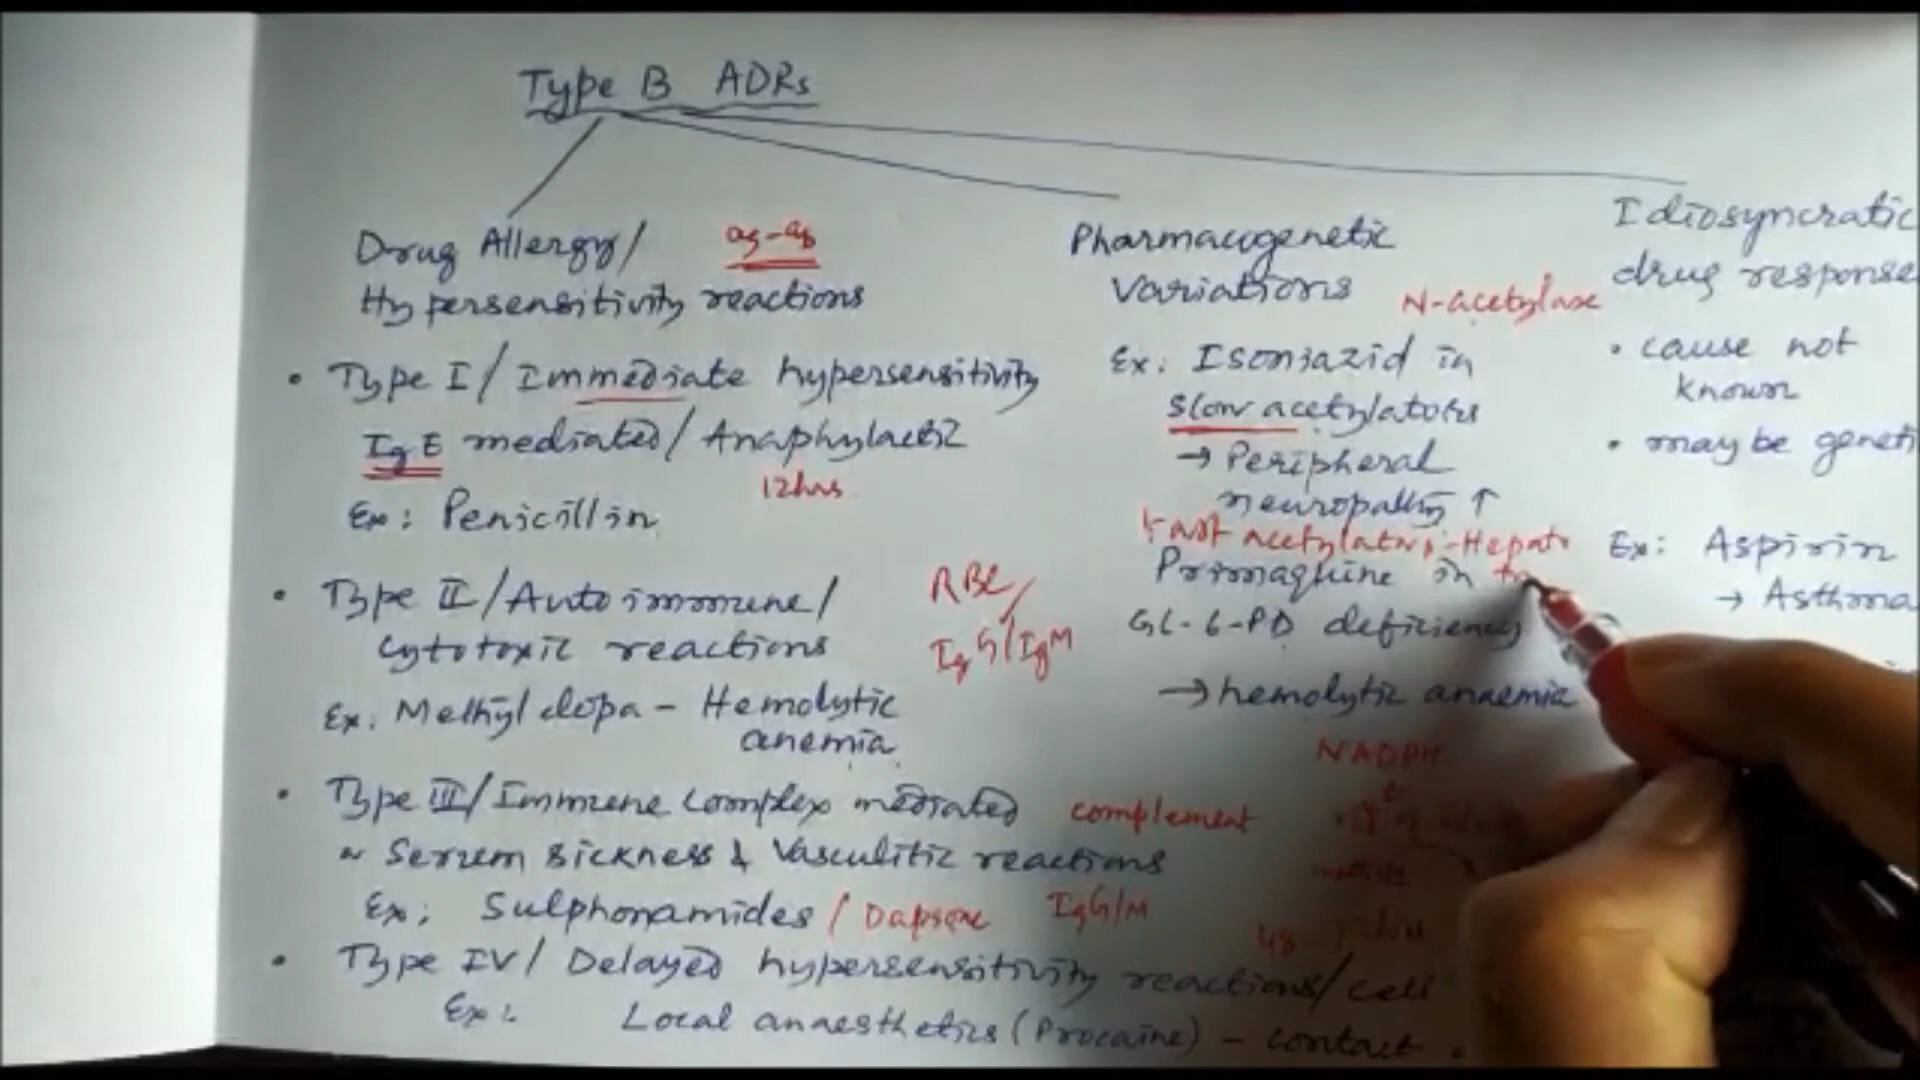 Type B ADRs
Drug Allergy/ ag-ab
Hypersensitivity reactions
• Type I / Immediate hypersensitivity
IgE mediated / Anaphylactic
12hrs
Ex: Penicillin
• Type II / Autoimmune /
Cytotoxic reactions
RBC/
IgG/IgM
Ex. Methyl dopa - Hemolytic
anemia
• Type III / Immune complex mediated complement
Serum sickness & Vasculitic reactions
Ex: Sulphonamides / Dapsone IgG/M
• Type IV / Delayed hypersensitivity reactions/cell
Ex: Local anaesthetics (Procaine) - contact
Pharmacogenetic
Variations
N-acetylase
Ex: Isoniazid in
slow acetylators
→ Peripheral
neuropathy ↑
Fast acetylators-Hepato
Primaquine in
G-6-PD deficiency
→ hemolytic anaemia
NADPH
48
Idiosyncratic
drug response
• cause not
known
• may be geneti
Ex: Aspirin
→ Asthma